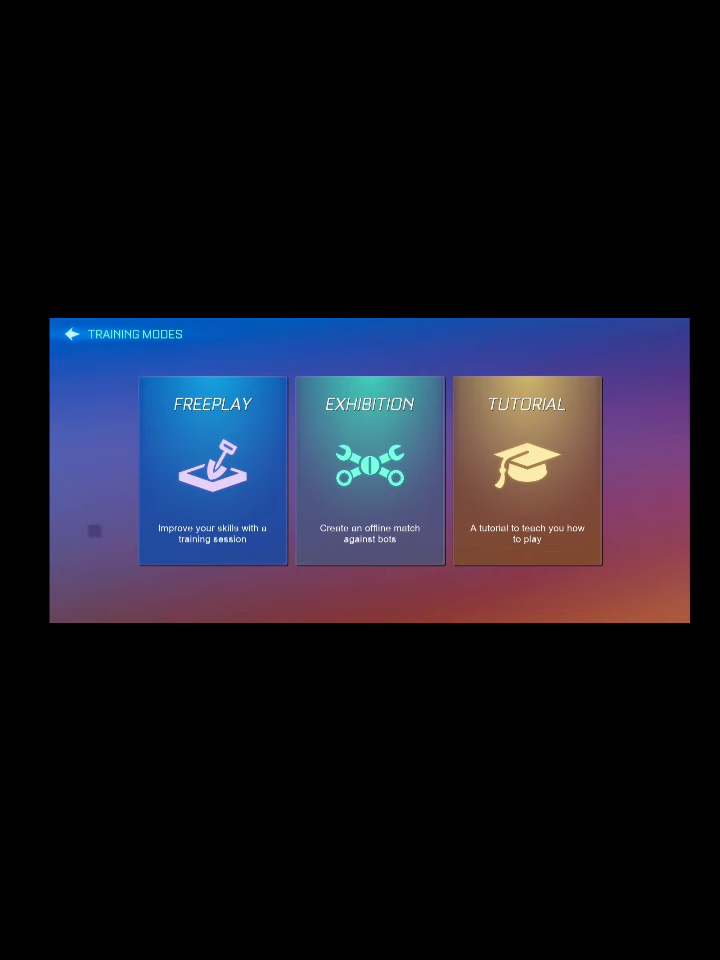 TRAINING MODES
FREEPLAY
Improve your skills with a
training session
EXHIBITION
Create an offline match
against bots
TUTORIAL
A tutorial to teach you how
to play